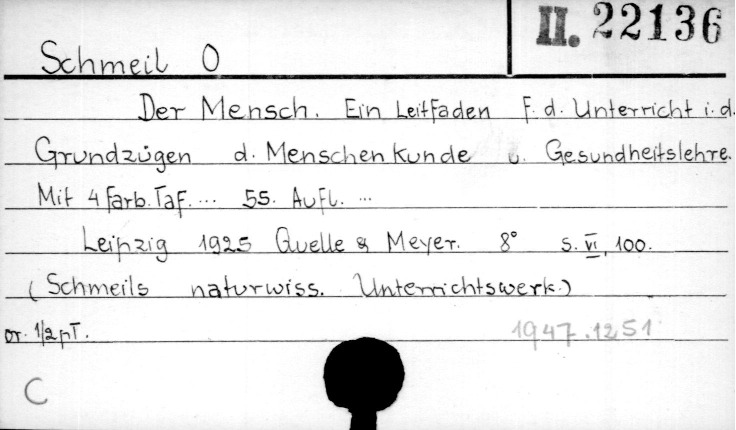 II. 22136
Schmeil O
Der Mensch. Ein Leitfaden f. d. Unterricht i. d.
Grundzügen d. Menschenkunde u. Gesundheitslehre.
Mit 4 farb. Taf. ... 55. Aufl. ...
Leipzig 1925 Quelle & Meyer. 8° S. VI, 100.
(Schmeils naturwiss. Unterrichtswerk.)
or. 1/2 pT. 1947.1251
C